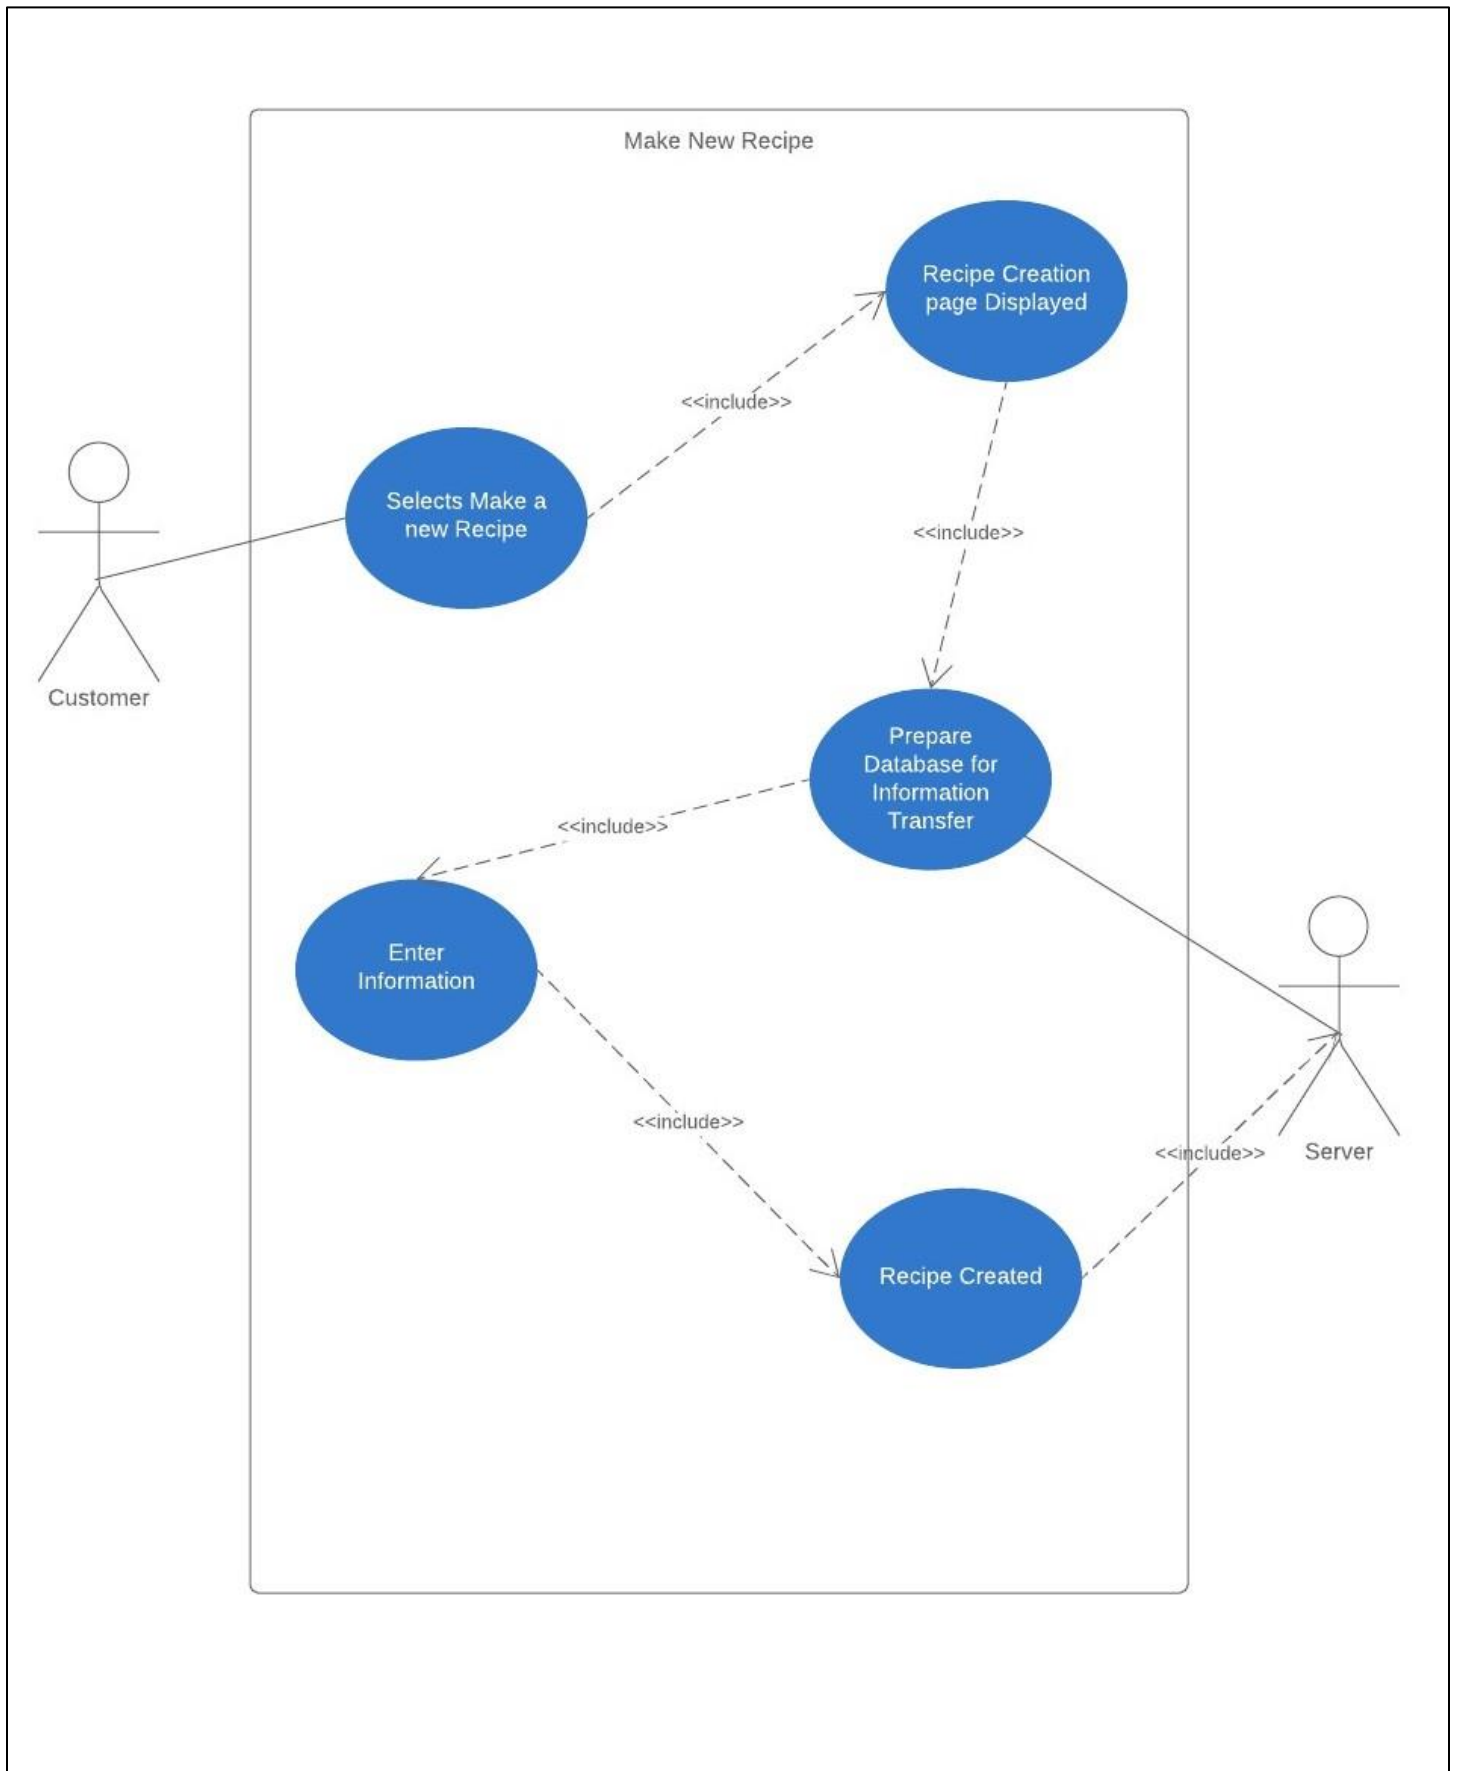 Make New Recipe
Recipe Creation
page Displayed
<<include>>
Selects Make a
new Recipe
<<include>>
Customer
Prepare
Database for
Information
Transfer
<<include>>
Enter
Information
<<include>>
<<include>>
Server
Recipe Created